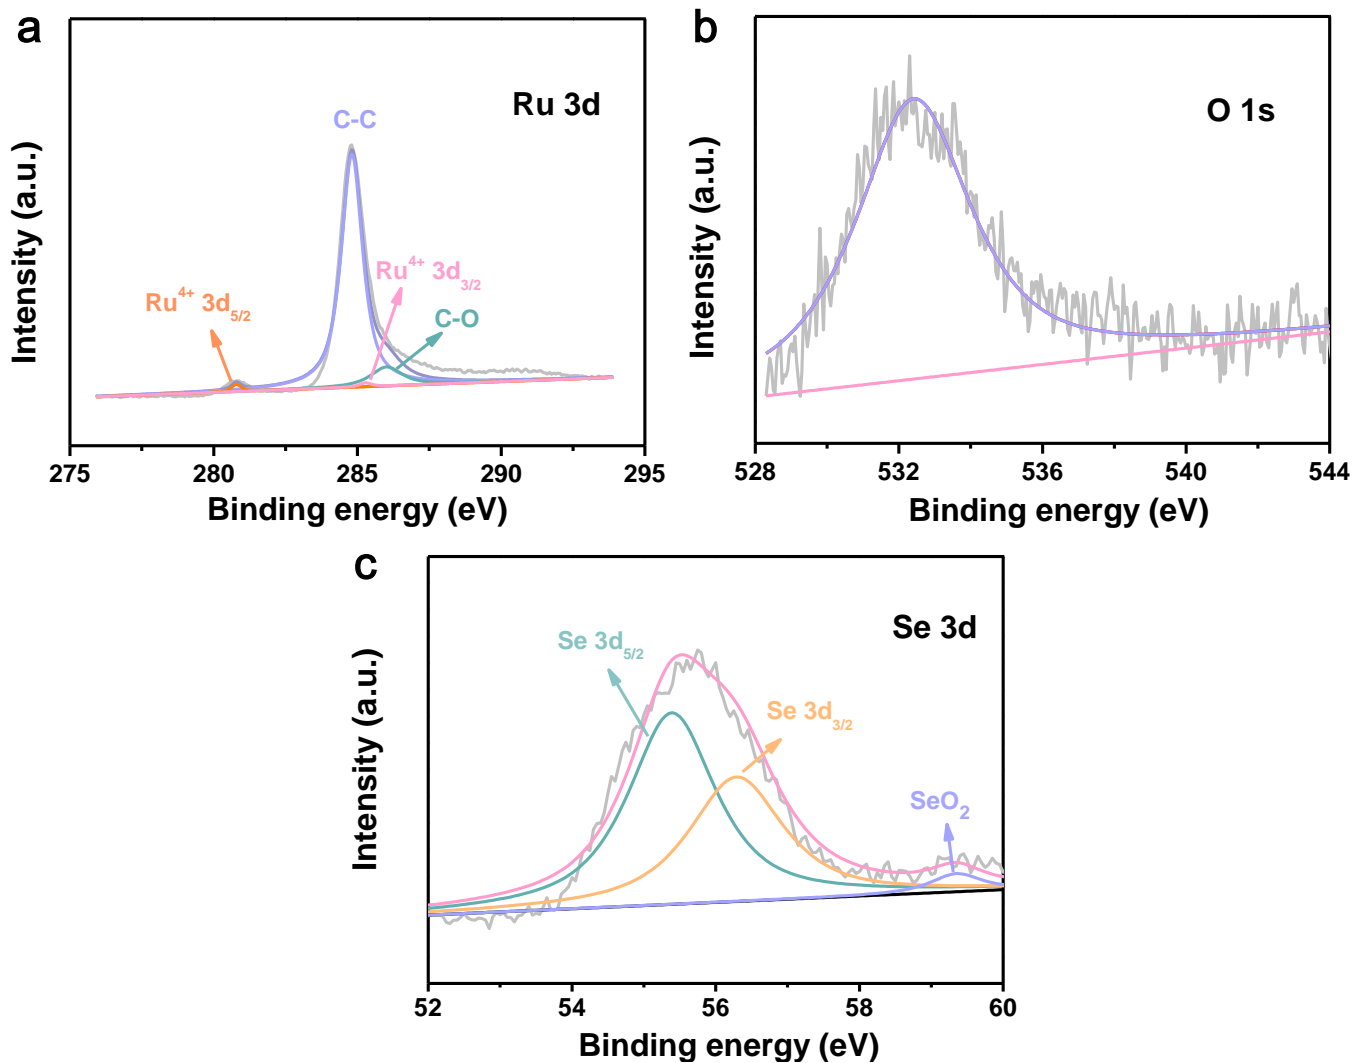 a
Ru 3d
C-C
Ru⁴⁺ 3d₃/₂
Ru⁴⁺ 3d₅/₂
C-O
Intensity (a.u.)
275 280 285 290 295
Binding energy (eV)
b
O 1s
Intensity (a.u.)
528 532 536 540 544
Binding energy (eV)
c
Se 3d
Se 3d₅/₂
Se 3d₃/₂
SeO₂
Intensity (a.u.)
52 54 56 58 60
Binding energy (eV)